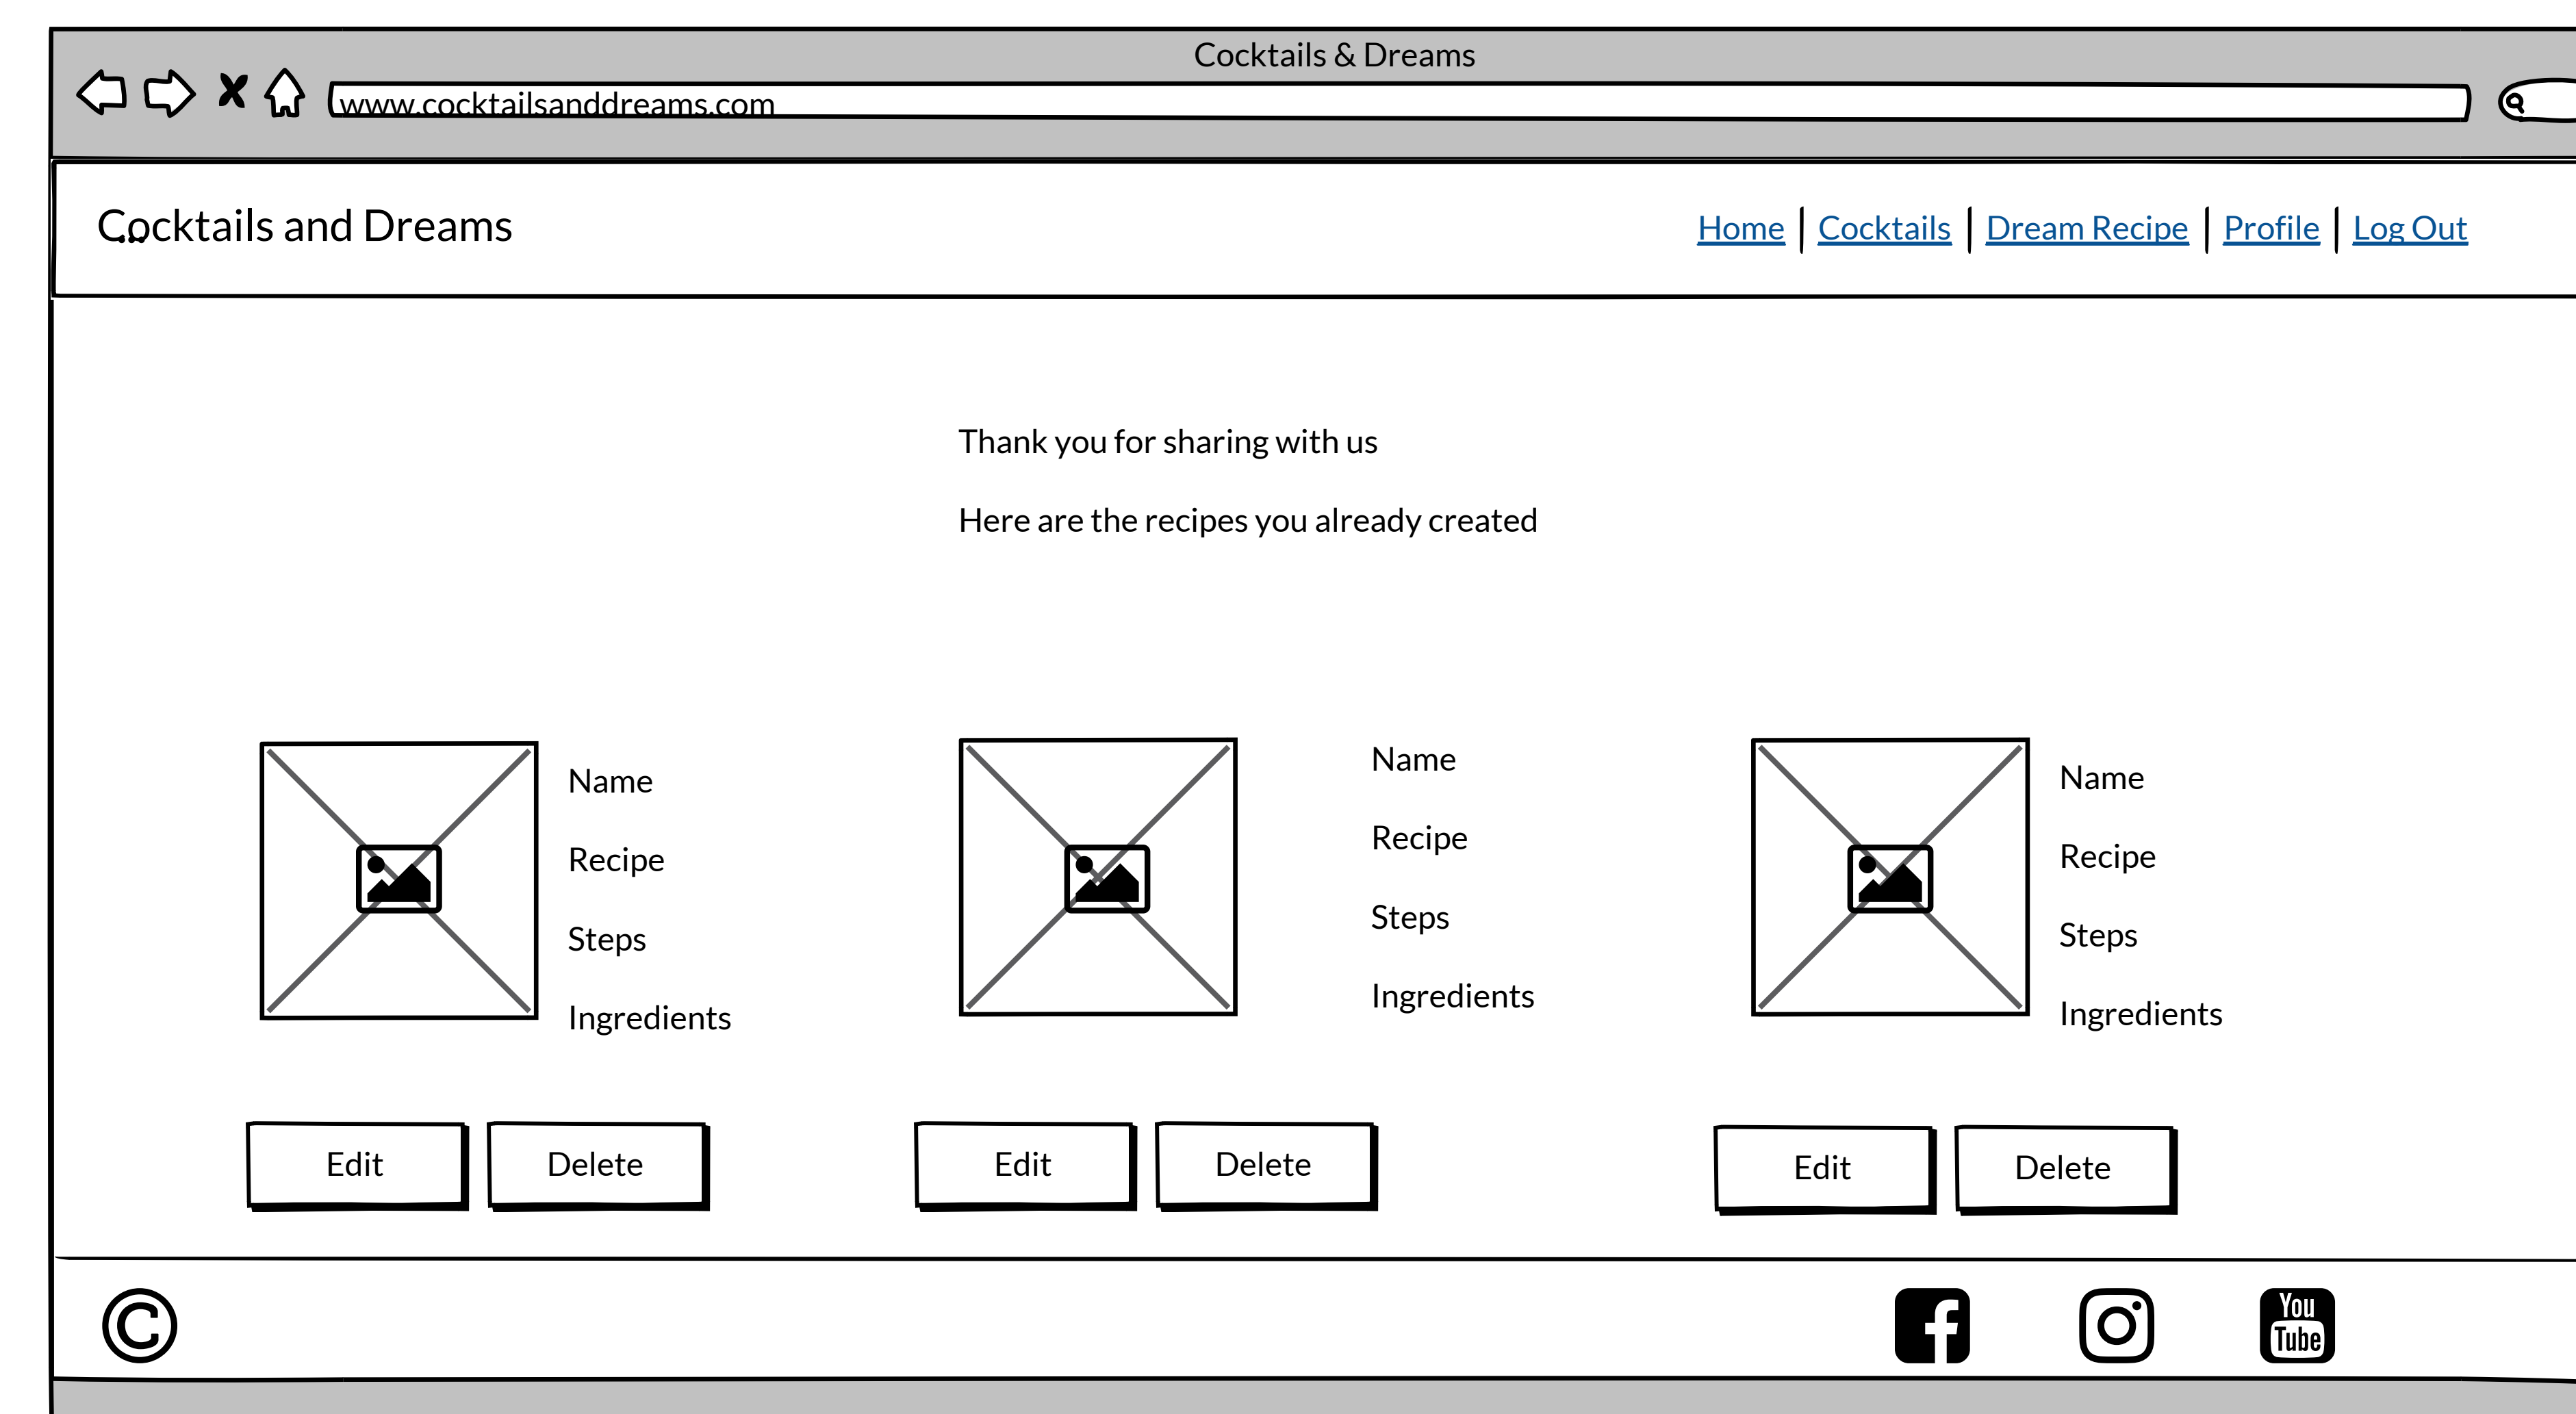 Cocktails & Dreams
www.cocktailsanddreams.com
Cocktails and Dreams
Home | Cocktails | Dream Recipe | Profile | Log Out
Thank you for sharing with us
Here are the recipes you already created
Name
Recipe
Steps
Ingredients
Name
Recipe
Steps
Ingredients
Name
Recipe
Steps
Ingredients
Edit Delete
Edit Delete
Edit Delete
©
You
Tube